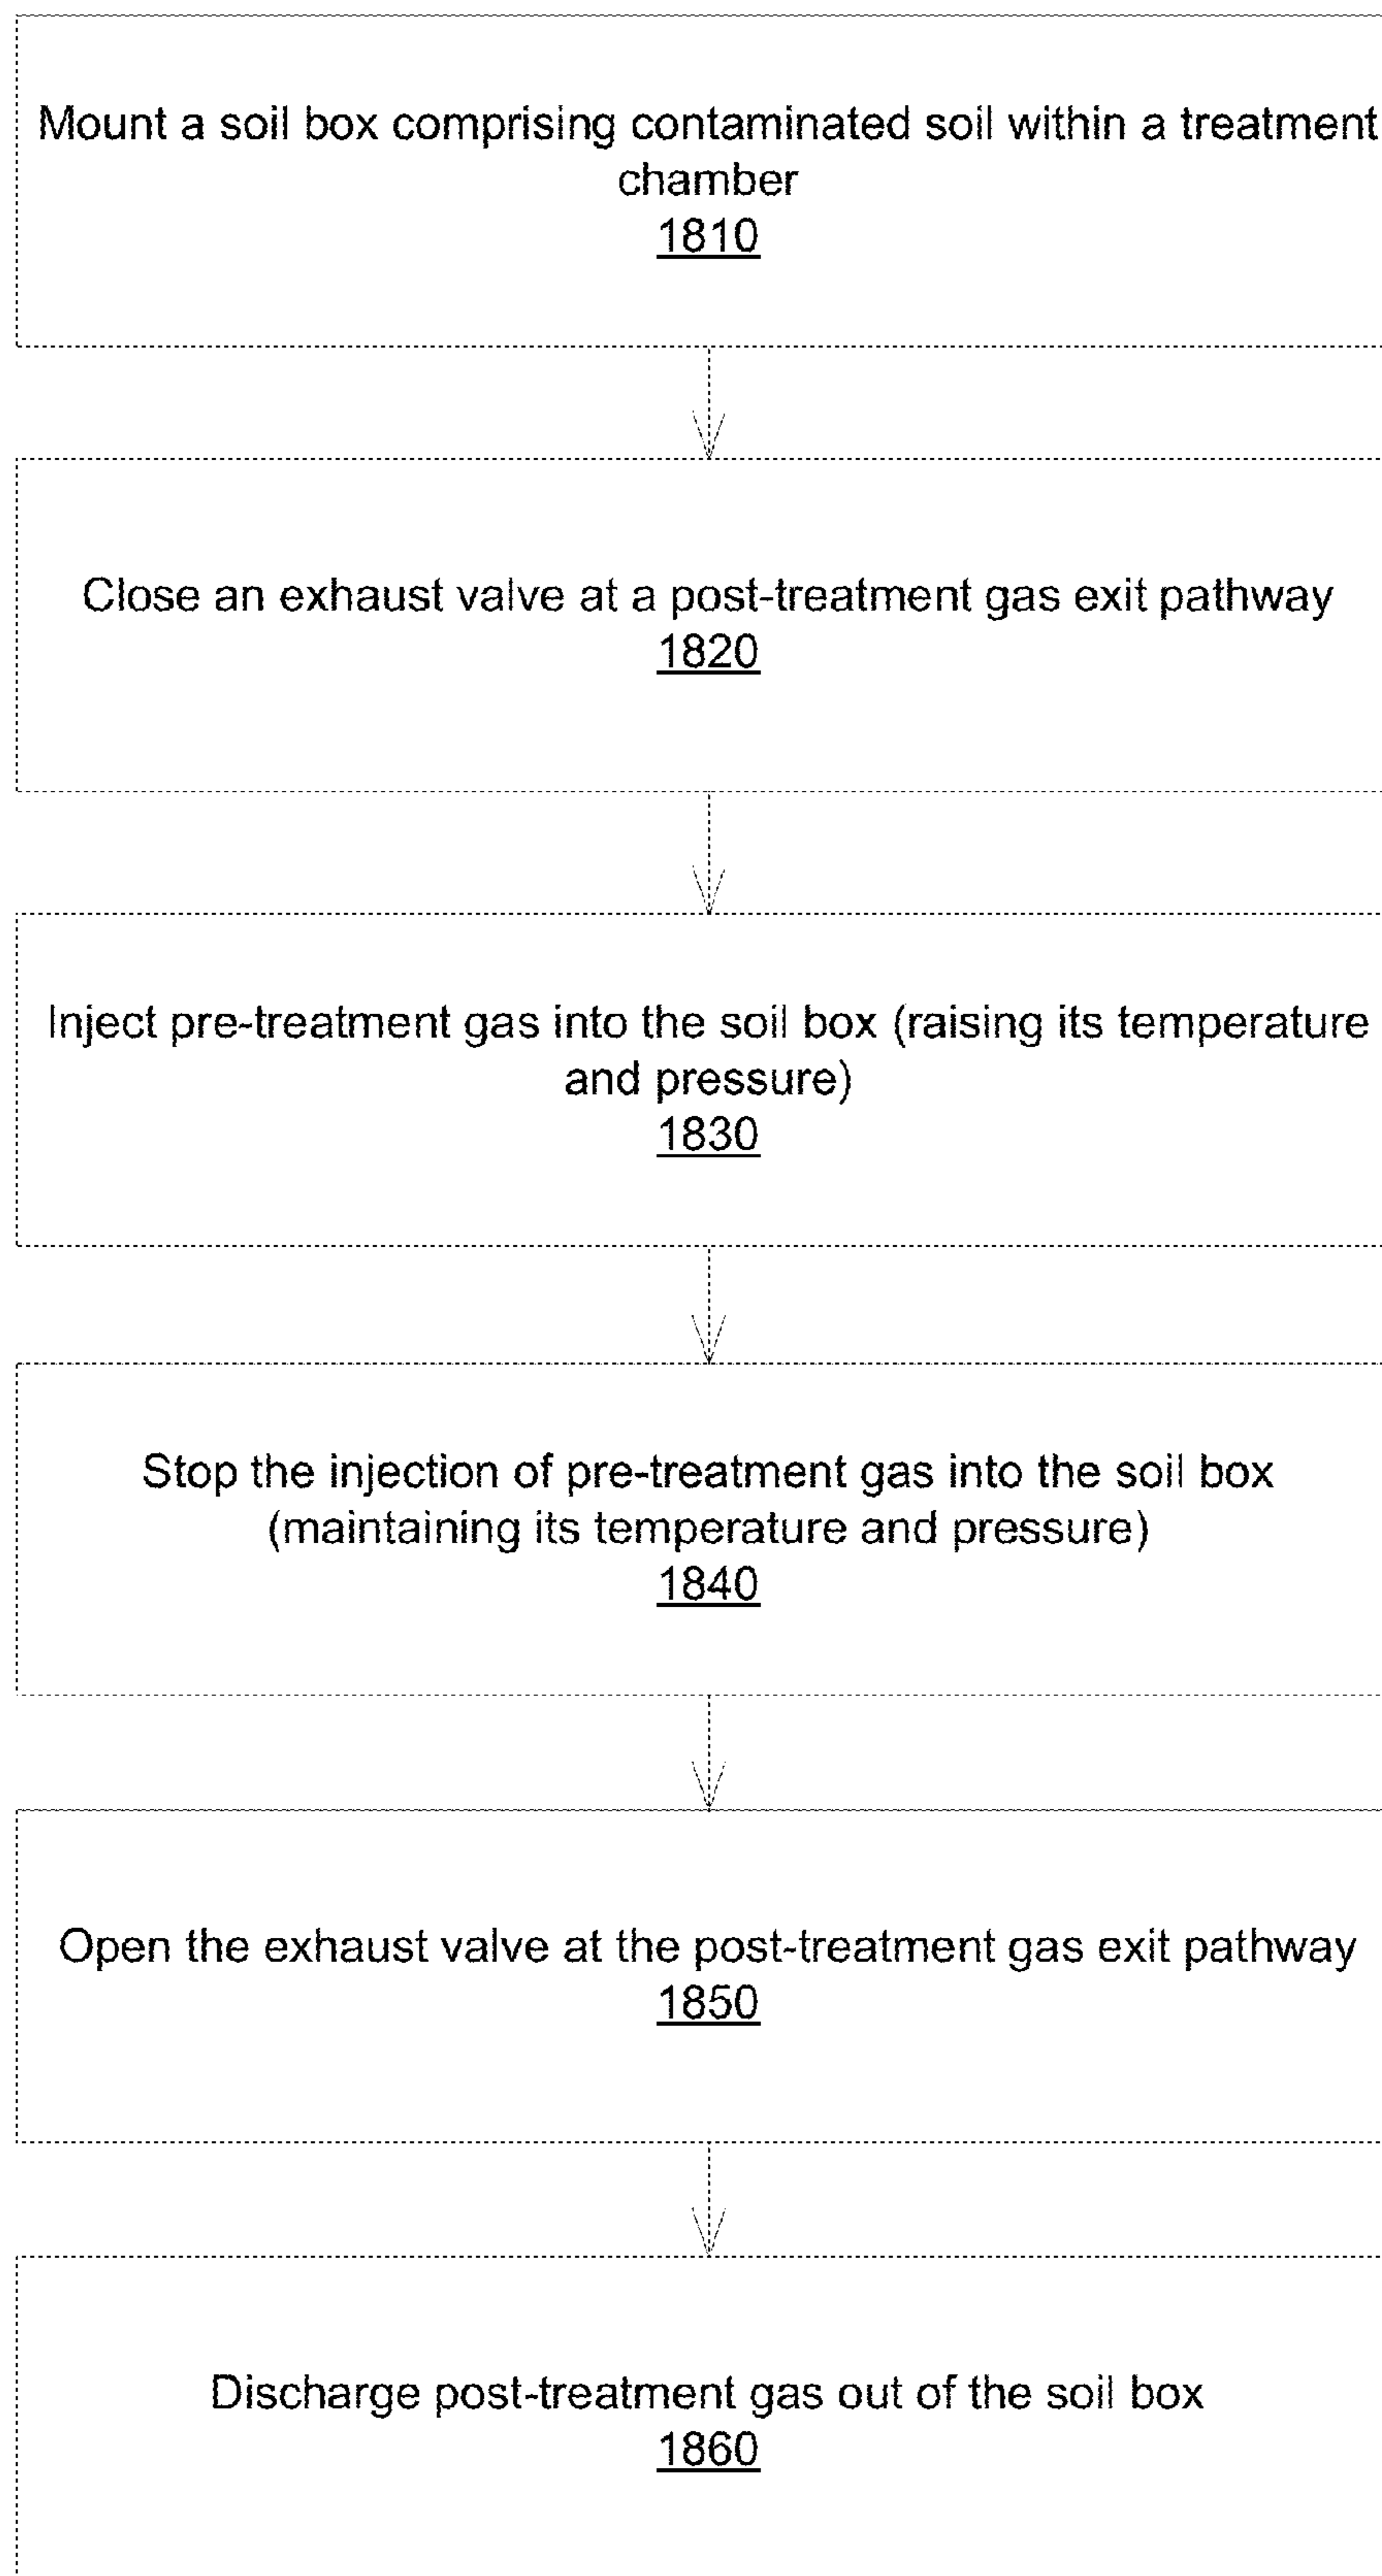 Mount a soil box comprising contaminated soil within a treatment
chamber
1810
Close an exhaust valve at a post-treatment gas exit pathway
1820
Inject pre-treatment gas into the soil box (raising its temperature
and pressure)
1830
Stop the injection of pre-treatment gas into the soil box
(maintaining its temperature and pressure)
1840
Open the exhaust valve at the post-treatment gas exit pathway
1850
Discharge post-treatment gas out of the soil box
1860